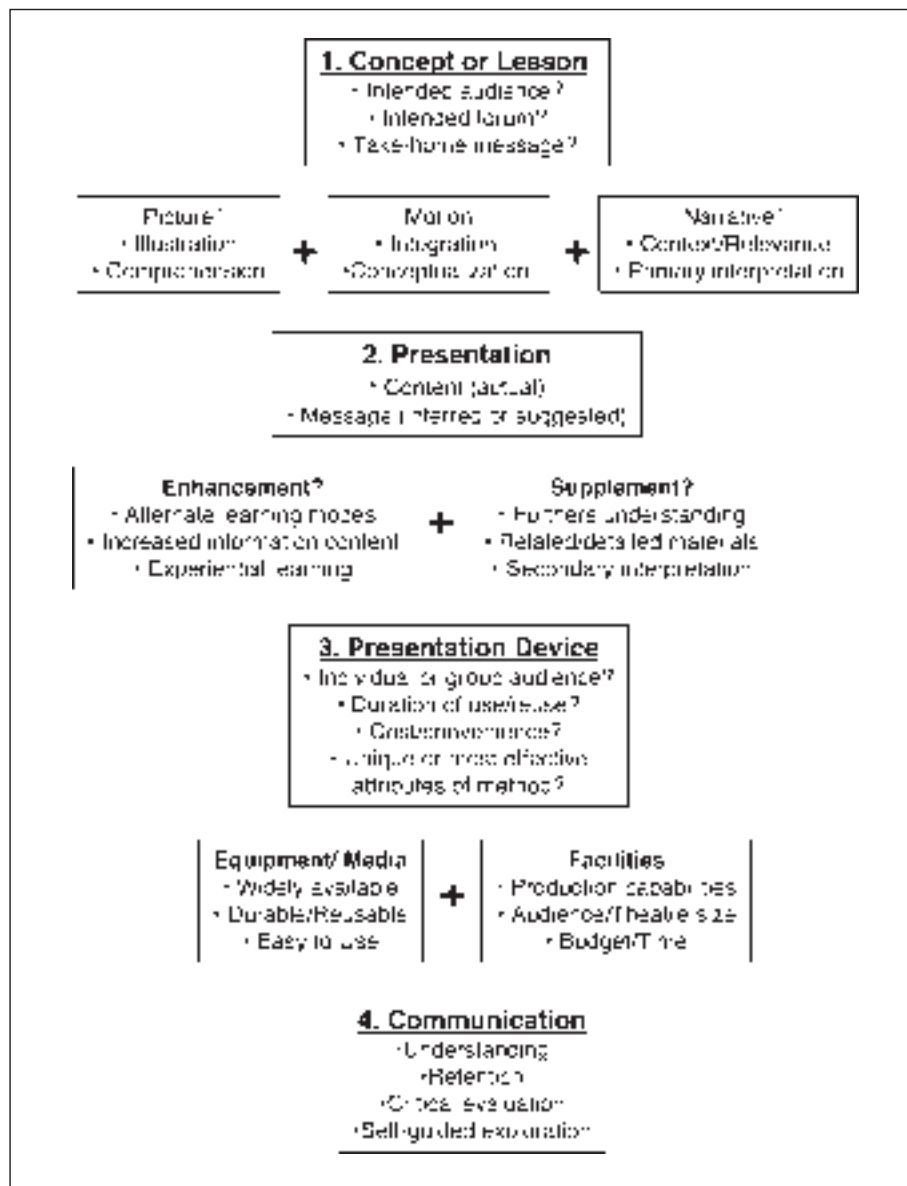 1. Concept or Lesson
• Intended audience?
• Intended forum?
• Take-home message?
Picture? Motion Narrative?
• Illustration • Integration • Context/Relevance
• Comprehension • Conceptualization • Primary interpretation
+ +
2. Presentation
• Content (actual)
• Message (inferred or suggested)
Enhancement? Supplement?
• Alternate learning modes + • Furthers understanding
• Increased information content • Related/detailed materials
• Experiential learning • Secondary interpretation
3. Presentation Device
• Individual or group audience?
• Duration of use/reuse?
• Cost/convenience?
• Unique or most effective
attributes of method?
Equipment/ Media Facilities
• Widely available • Production capabilities
• Durable/Reusable + • Audience/Theatre size
• Easy to use • Budget/Time
4. Communication
• Understanding
• Retention
• Critical evaluation
• Self-guided exploration